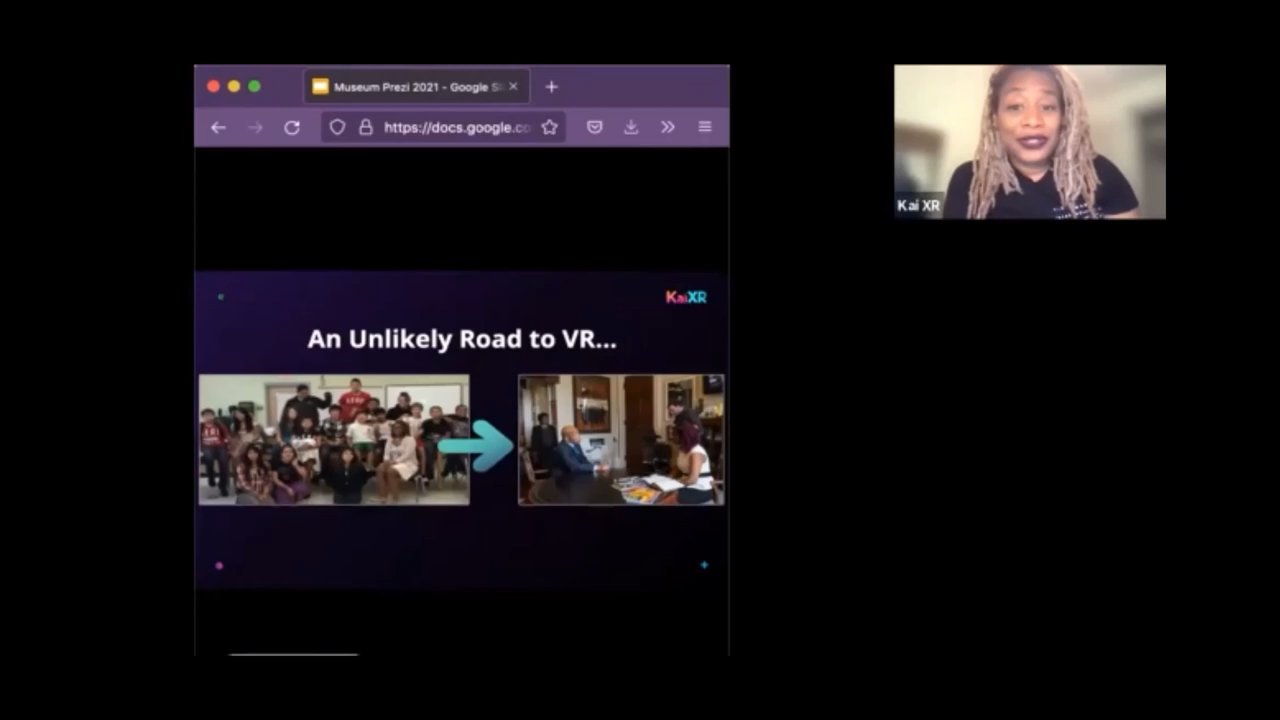 Museum Prezi 2021 - Google Sl
https://docs.google.co
KaiXR
An Unlikely Road to VR...
Kai XR